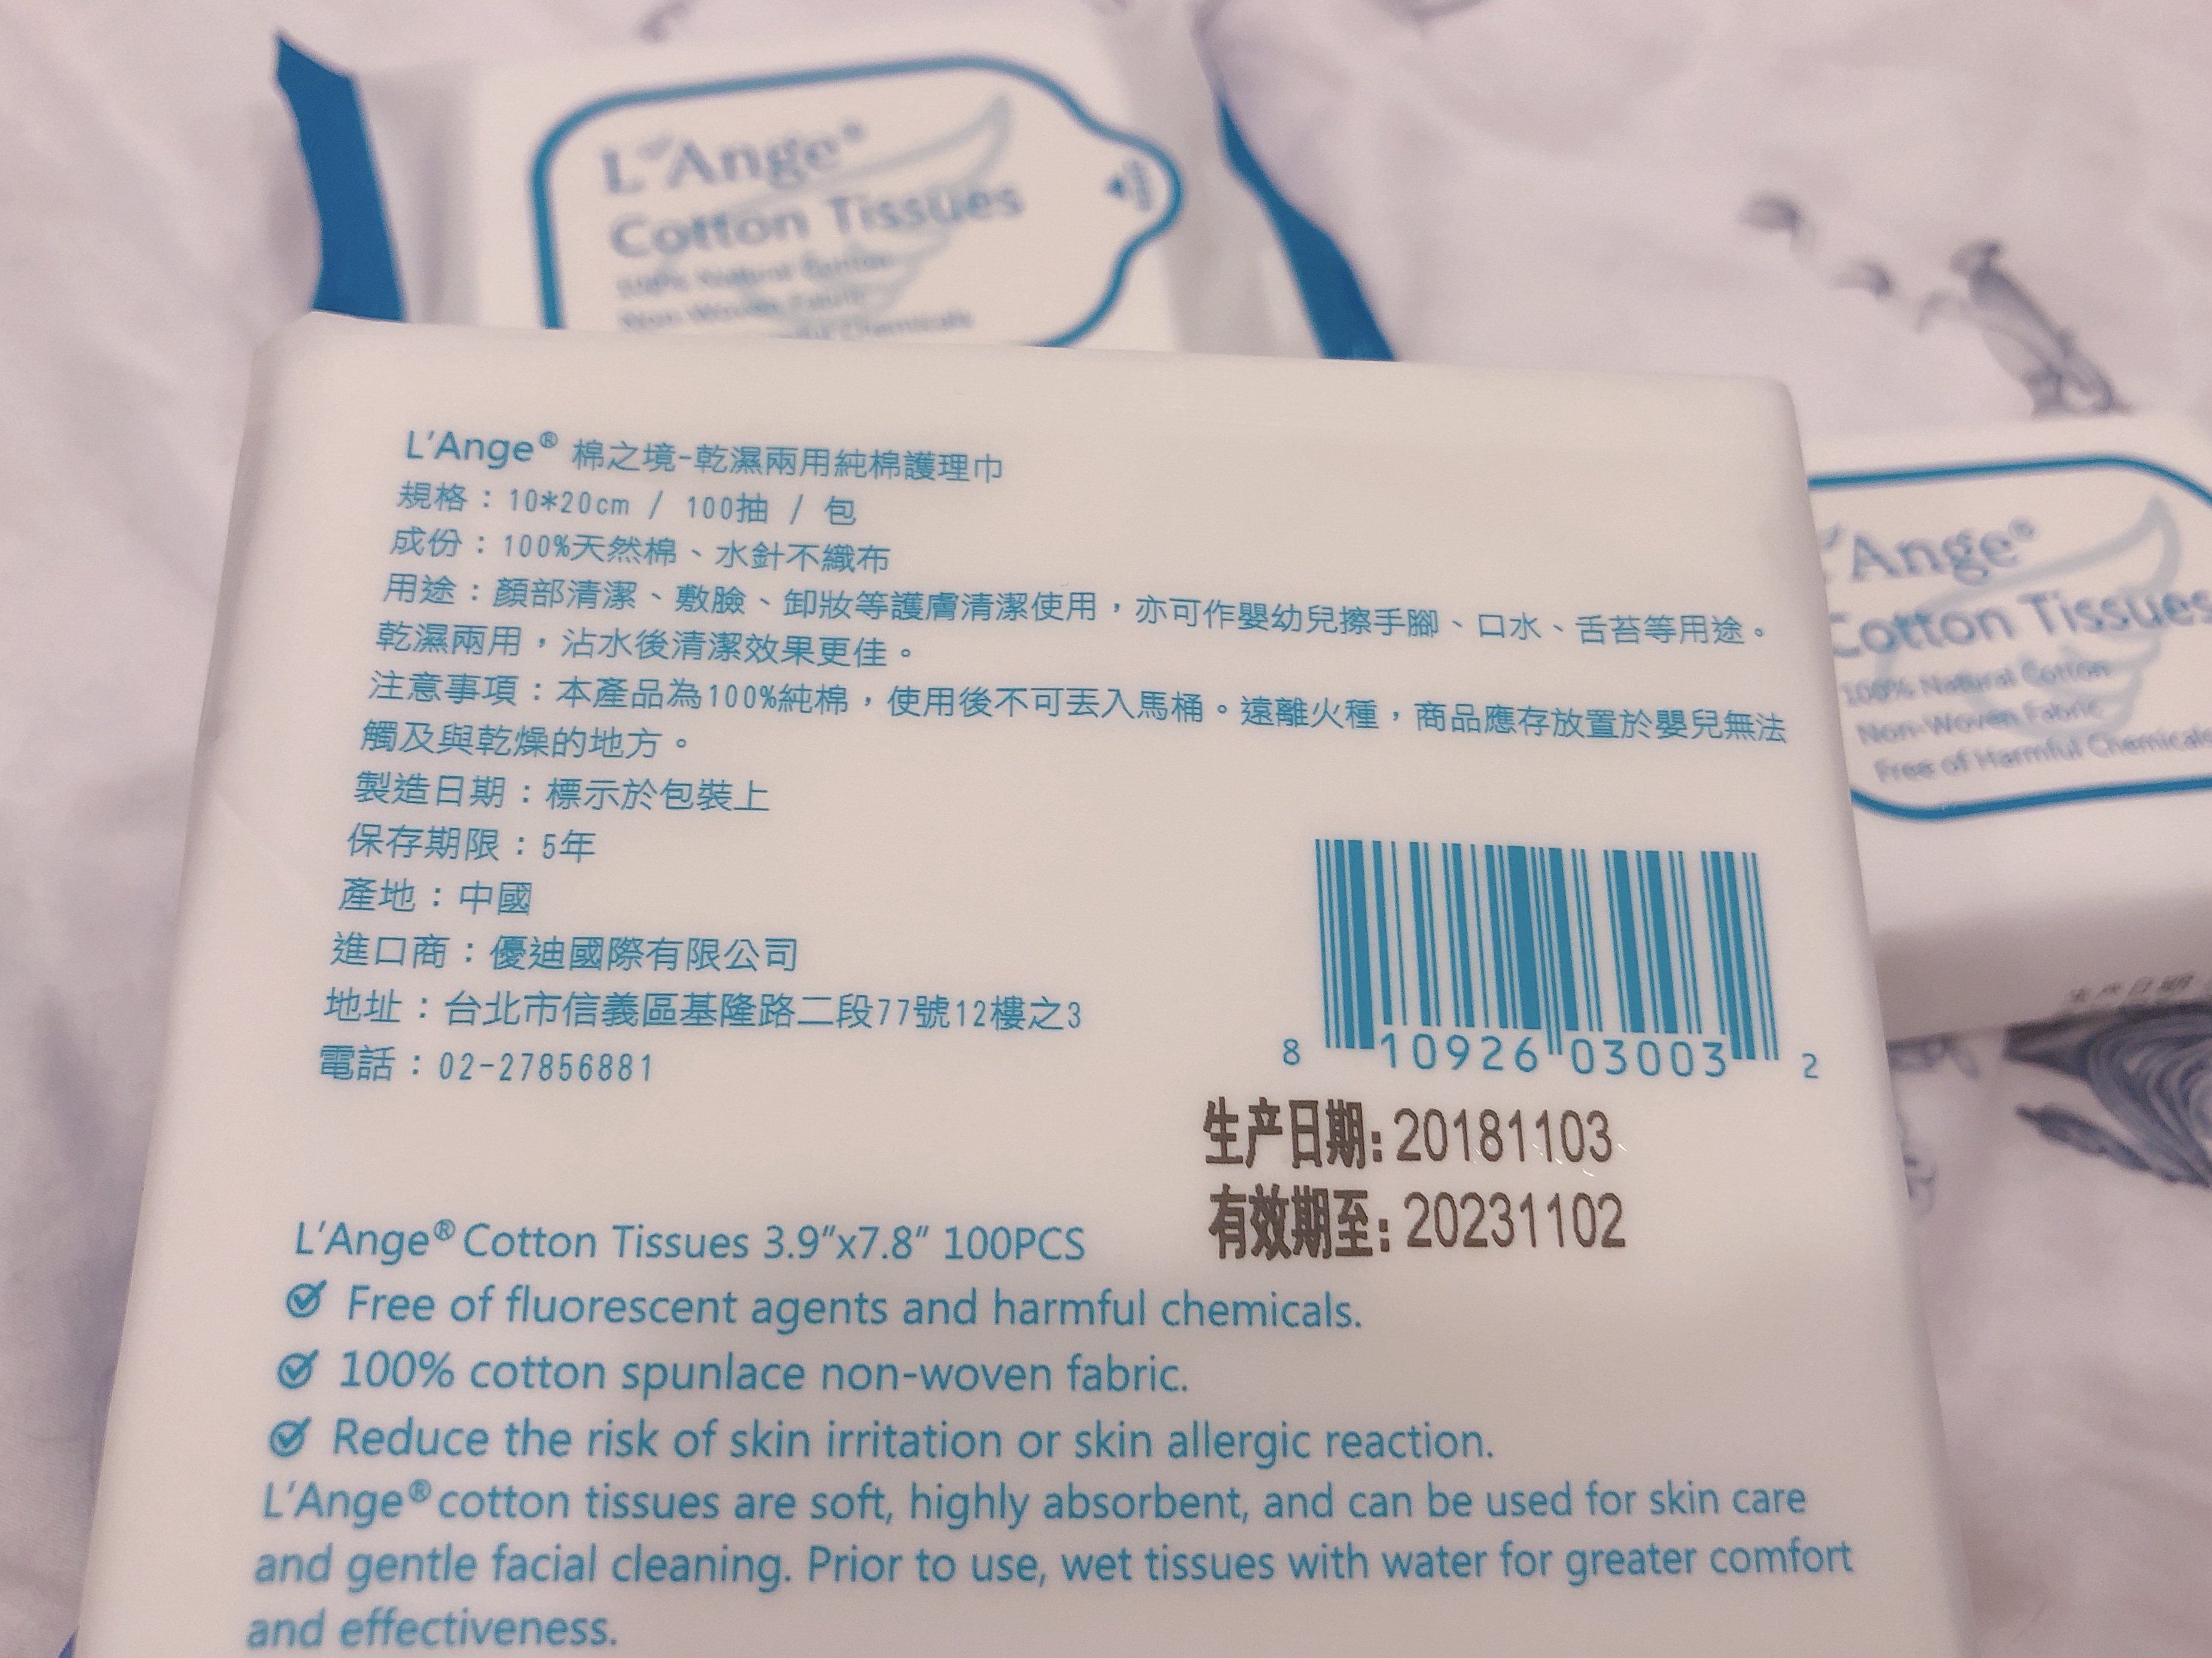 L'Ange®
Cotton Tissues
100% Natural Cotton
Non-Woven Fabric
Chemicals
L'Ange® 棉之境-乾濕兩用純棉護理巾
規格：10*20cm / 100抽 / 包
成份：100%天然棉、水針不織布
用途：顏部清潔、敷臉、卸妝等護膚清潔使用，亦可作嬰幼兒擦手腳、口水、舌苔等用途。
乾濕兩用，沾水後清潔效果更佳。
注意事項：本產品為100%純棉，使用後不可丟入馬桶。遠離火種，商品應存放置於嬰兒無法
觸及與乾燥的地方。
製造日期：標示於包裝上
保存期限：5年
產地：中國
進口商：優迪國際有限公司
地址：台北市信義區基隆路二段77號12樓之3
電話：02-27856881
8 10926 03003 2
生产日期: 20181103
有效期至: 20231102
L'Ange® Cotton Tissues 3.9”x7.8” 100PCS
Free of fluorescent agents and harmful chemicals.
100% cotton spunlace non-woven fabric.
Reduce the risk of skin irritation or skin allergic reaction.
L'Ange® cotton tissues are soft, highly absorbent, and can be used for skin care
and gentle facial cleaning. Prior to use, wet tissues with water for greater comfort
and effectiveness.
'Ange®
Cotton Tissues
100% Natural Cotton
Non-Woven Fabric
Free of Harmful Chemicals
生产日期